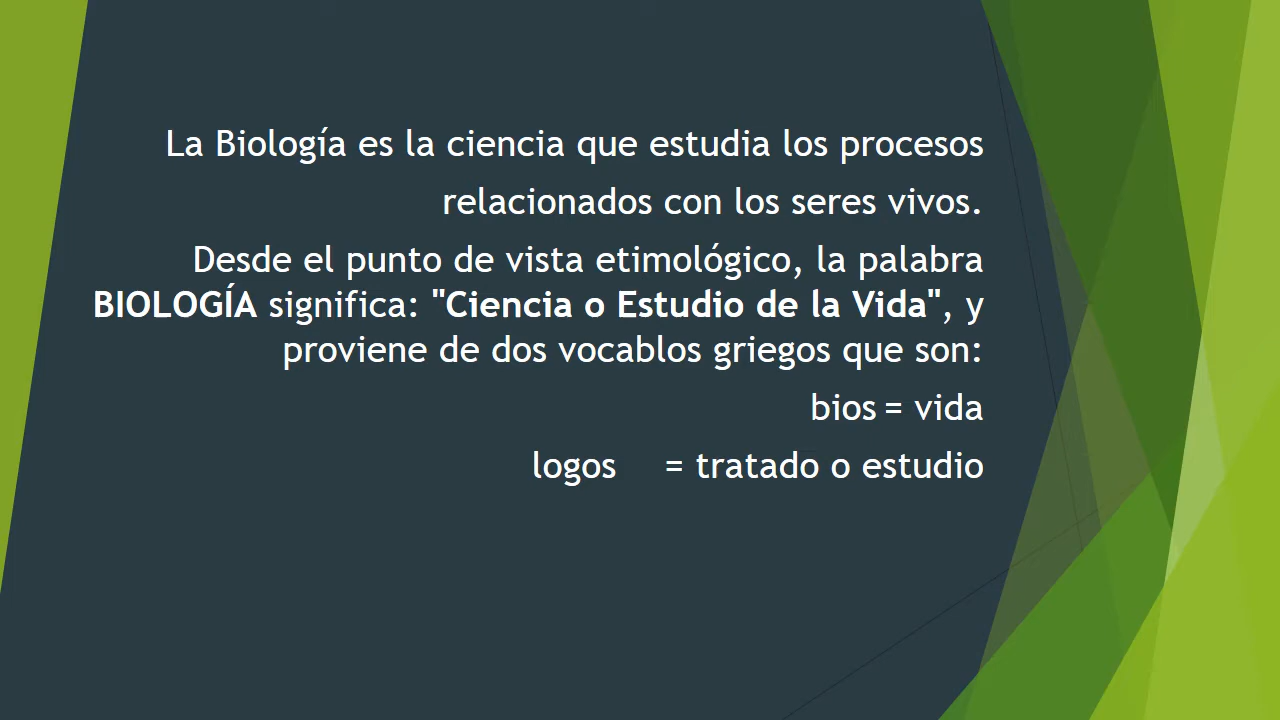 La Biología es la ciencia que estudia los procesos
relacionados con los seres vivos.
Desde el punto de vista etimológico, la palabra
BIOLOGÍA significa: "Ciencia o Estudio de la Vida", y
proviene de dos vocablos griegos que son:
bios = vida
logos = tratado o estudio